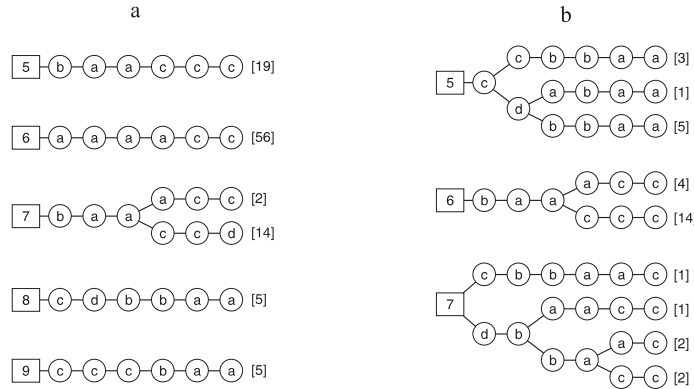 a
5 b a a c c c [19]
6 a a a a c c [56]
a c c [2]
7 b a a
c c d [14]
8 c d b b a a [5]
9 c c c b a a [5]
b
c b b a a [3]
5 c
a b a a [1]
d
b b a a [5]
a c c [4]
6 b a a
c c c [14]
c b b a a c [1]
7
a a c c [1]
d b
a c [2]
b a
c c [2]